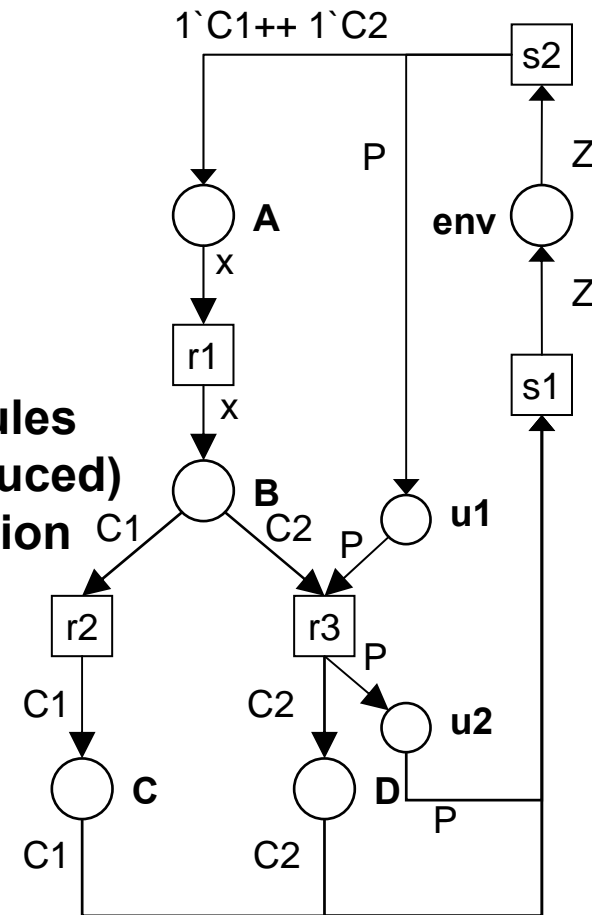 1`C1++ 1`C2
s2
P
Z
A
env
x
Z
r1
s1
x
ules
uced)
B
u1
ion
C1
C2
P
r2
r3
P
C1
C2
u2
C
D
P
C1
C2